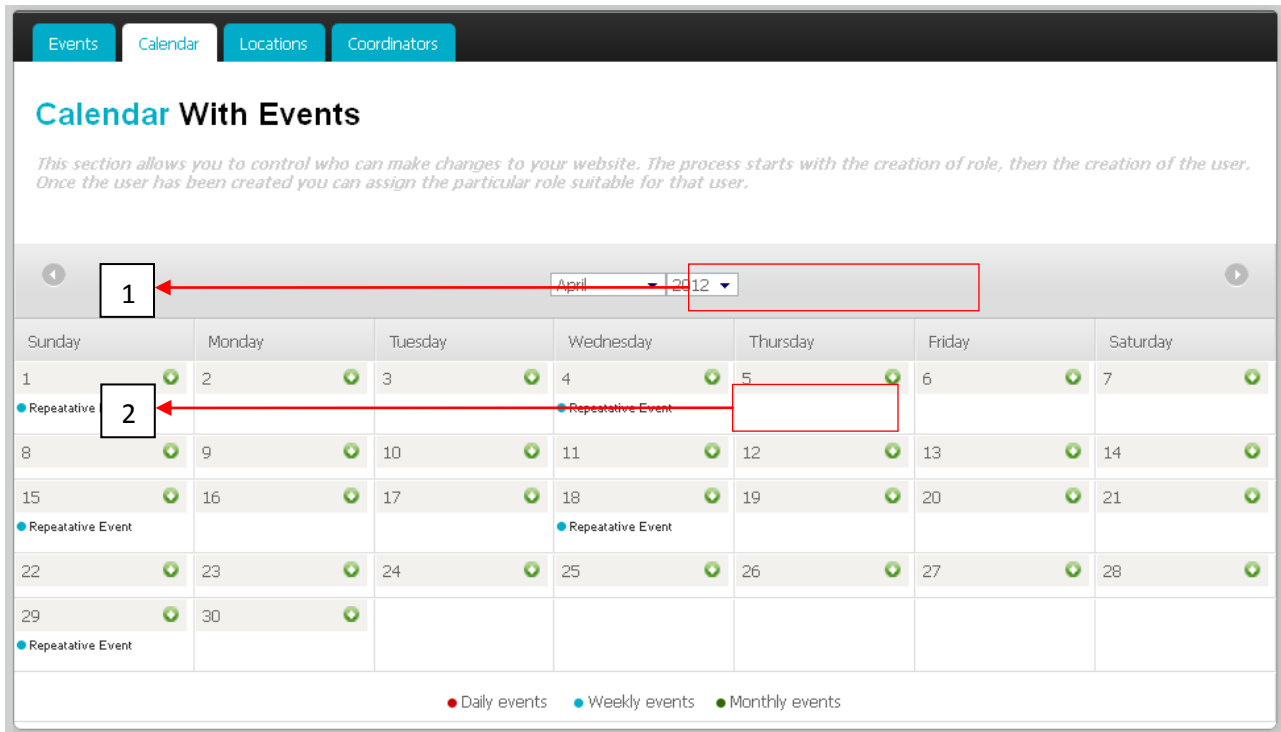 Events Calendar Locations Coordinators
Calendar With Events
This section allows you to control who can make changes to your website. The process starts with the creation of role, then the creation of the user.
Once the user has been created you can assign the particular role suitable for that user.
1 April 2012
Sunday Monday Tuesday Wednesday Thursday Friday Saturday
1 2 3 4 5 6 7
Repeatative 2 Repeatative Event
8 9 10 11 12 13 14
15 16 17 18 19 20 21
Repeatative Event Repeatative Event
22 23 24 25 26 27 28
29 30
Repeatative Event
Daily events Weekly events Monthly events